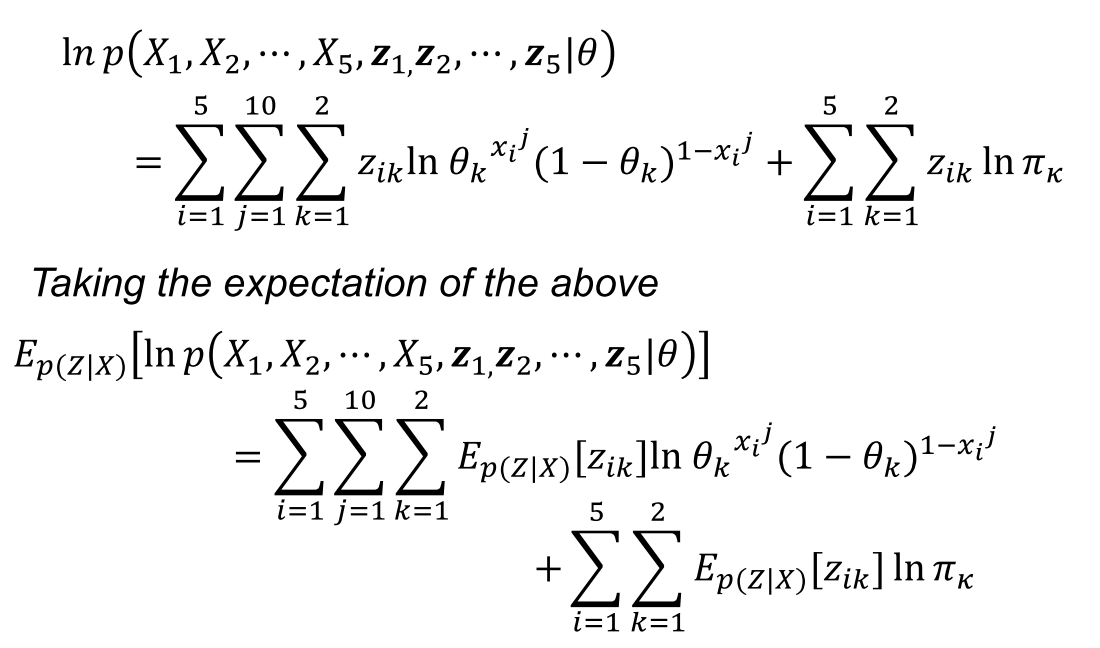 ln p(X₁, X₂, ⋯, X₅, z₁,z₂, ⋯, z₅|θ)
= ∑_{i=1}^{5} ∑_{j=1}^{10} ∑_{k=1}^{2} z_{ik} ln θ_k^{x_i^j} (1 − θ_k)^{1−x_i^j} + ∑_{i=1}^{5} ∑_{k=1}^{2} z_{ik} ln π_κ
Taking the expectation of the above
E_{p(Z|X)}[ln p(X₁, X₂, ⋯, X₅, z₁,z₂, ⋯, z₅|θ)]
= ∑_{i=1}^{5} ∑_{j=1}^{10} ∑_{k=1}^{2} E_{p(Z|X)}[z_{ik}] ln θ_k^{x_i^j} (1 − θ_k)^{1−x_i^j}
+ ∑_{i=1}^{5} ∑_{k=1}^{2} E_{p(Z|X)}[z_{ik}] ln π_κ